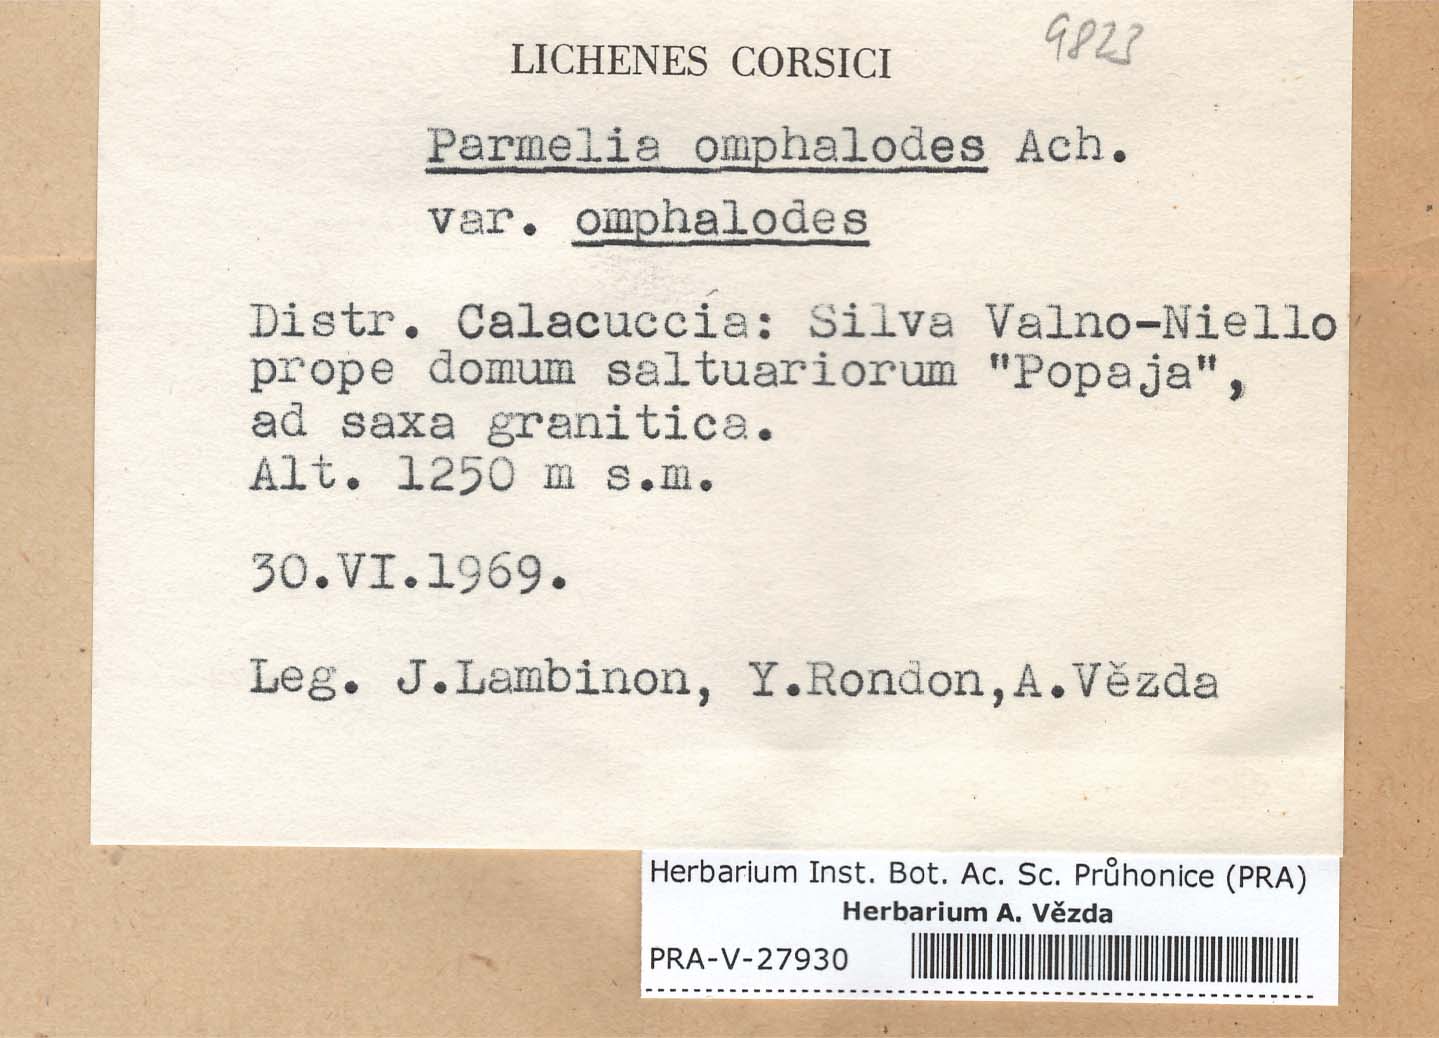 9823
LICHENES CORSICI
Parmelia omphalodes Ach.
var. omphalodes
Distr. Calacuccia: Silva Valno-Niello
prope domum saltuariorum "Popaja",
ad saxa granitica.
Alt. 1250 m s.m.
30.VI.1969.
Leg. J.Lambinon, Y.Rondon,A.Vězda
Herbarium Inst. Bot. Ac. Sc. Průhonice (PRA)
Herbarium A. Vězda
PRA-V-27930